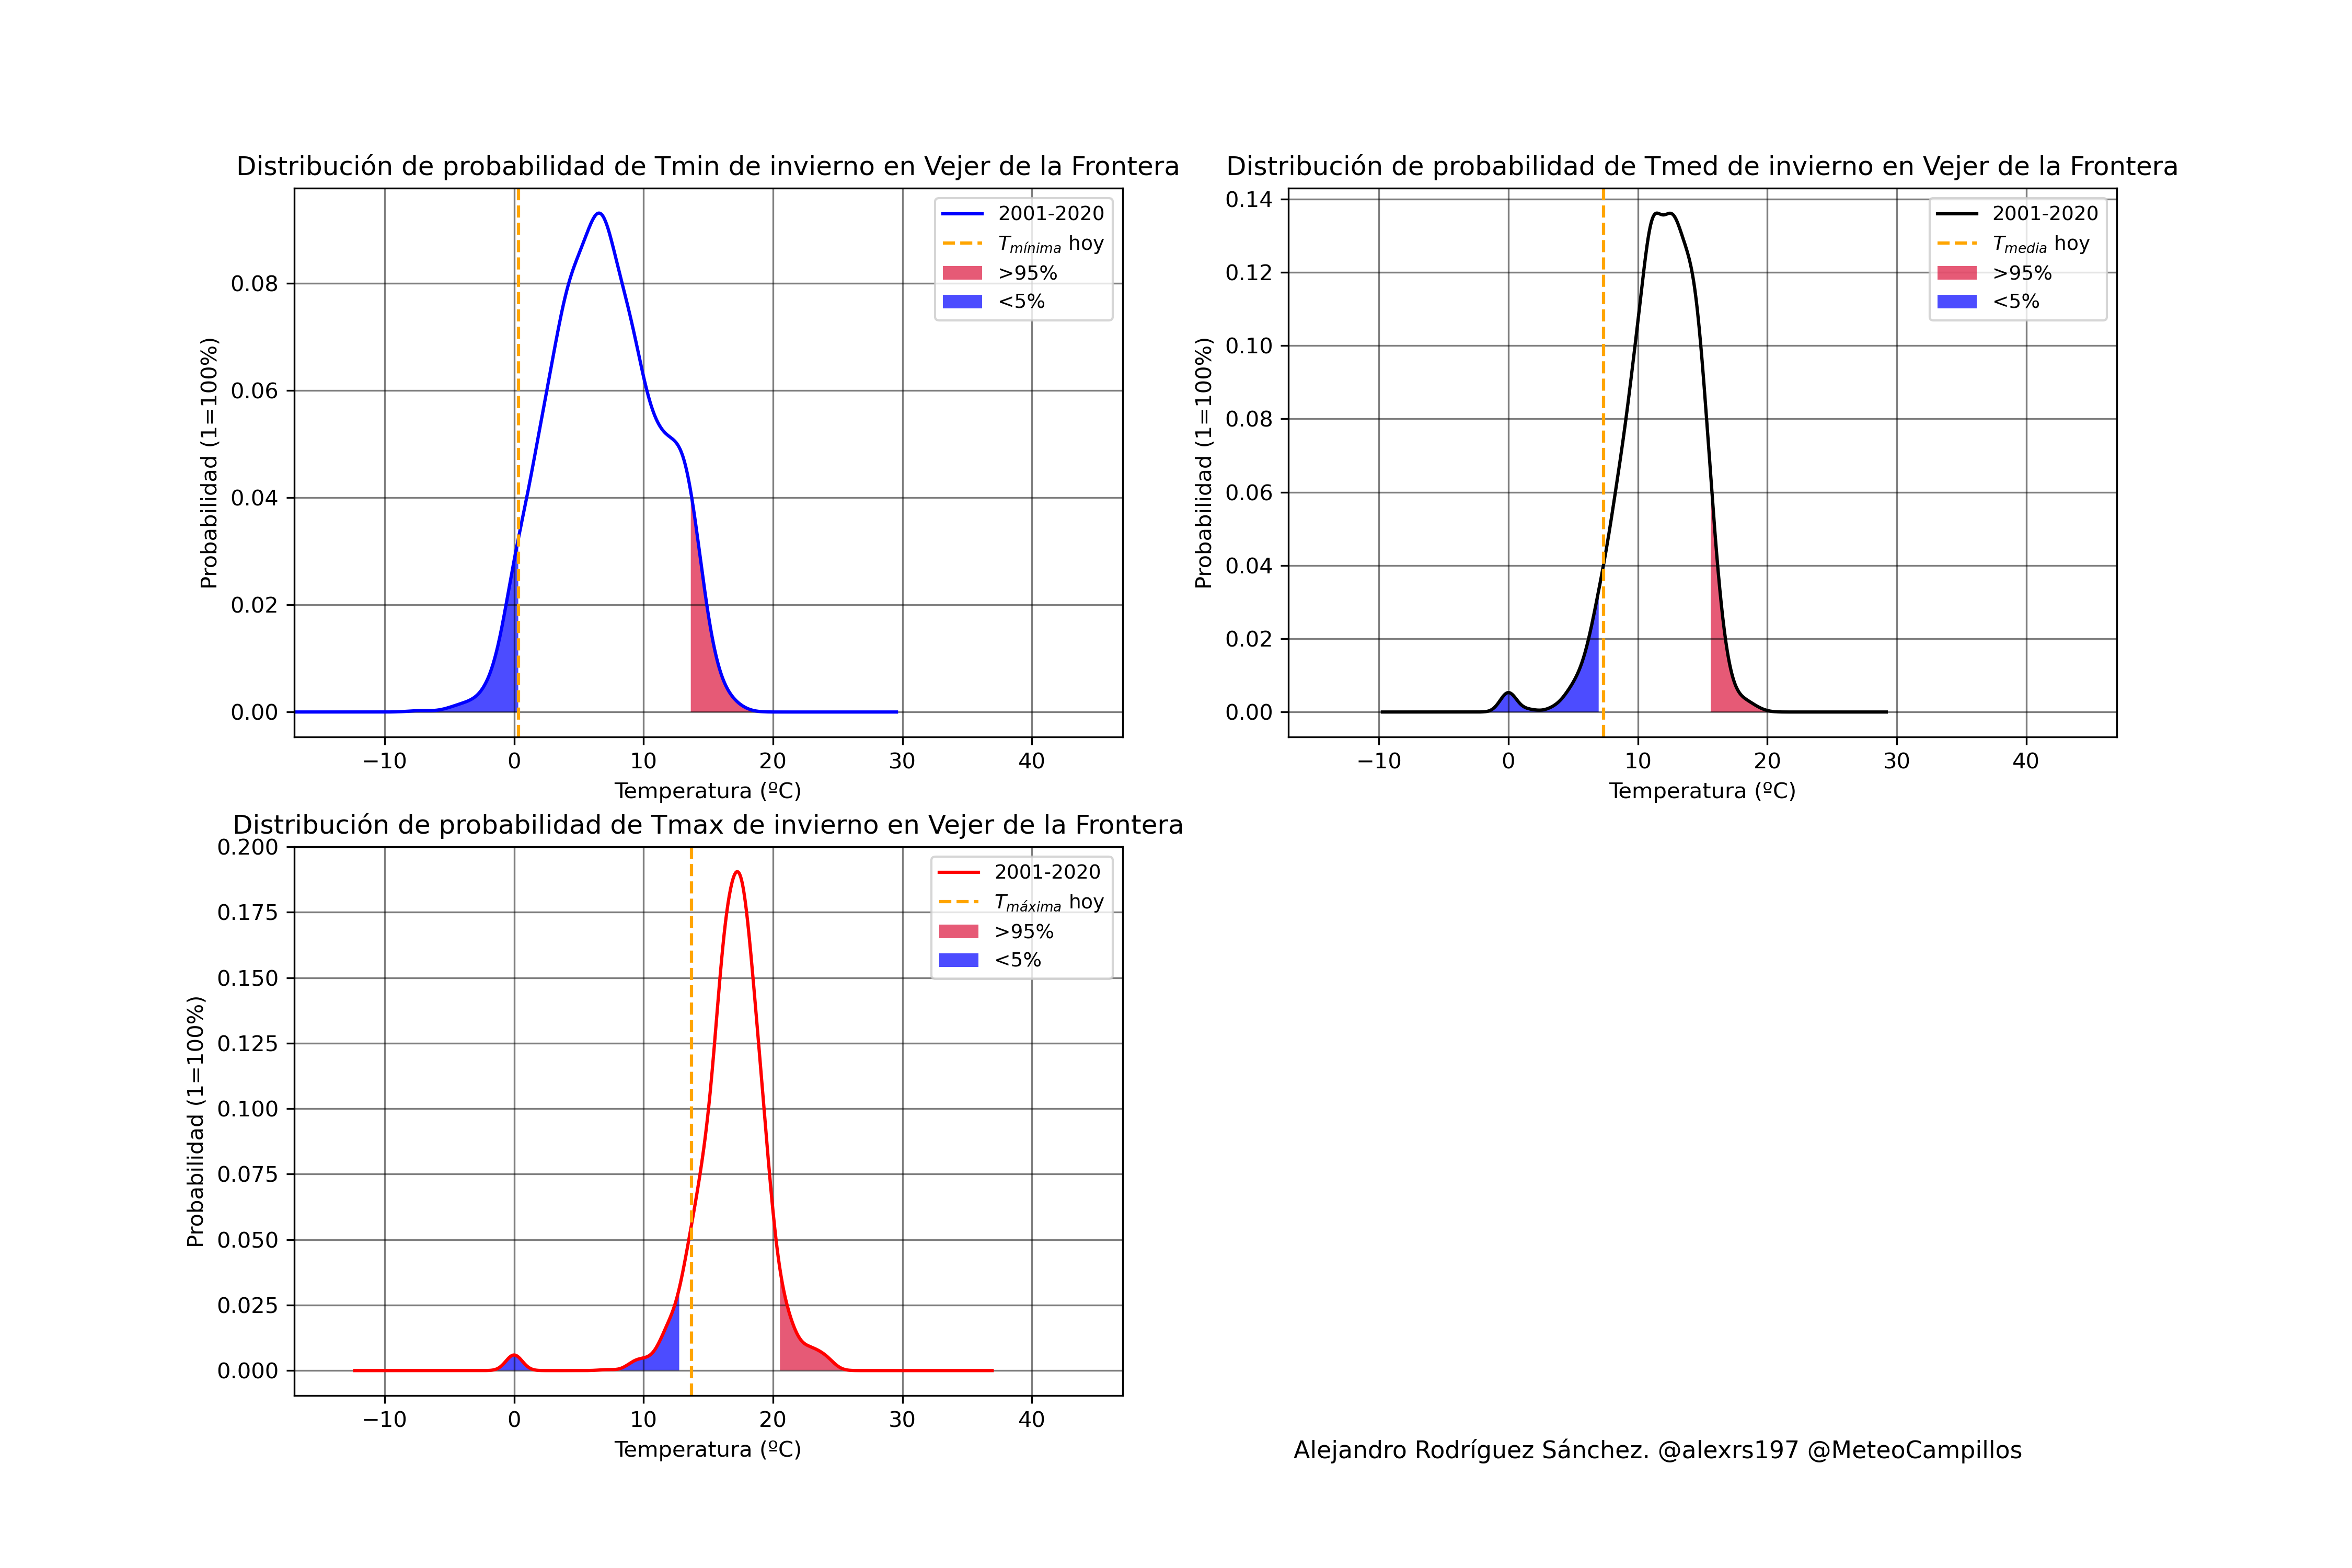 Distribución de probabilidad de Tmin de invierno en Vejer de la Frontera
Probabilidad (1=100%)
0.08
0.06
0.04
0.02
0.00
2001-2020
Tmínima hoy
>95%
<5%
−10 0 10 20 30 40
Temperatura (ºC)
Distribución de probabilidad de Tmed de invierno en Vejer de la Frontera
Probabilidad (1=100%)
0.14
0.12
0.10
0.08
0.06
0.04
0.02
0.00
2001-2020
Tmedia hoy
>95%
<5%
−10 0 10 20 30 40
Temperatura (ºC)
Distribución de probabilidad de Tmax de invierno en Vejer de la Frontera
Probabilidad (1=100%)
0.200
0.175
0.150
0.125
0.100
0.075
0.050
0.025
0.000
2001-2020
Tmáxima hoy
>95%
<5%
−10 0 10 20 30 40
Temperatura (ºC)
Alejandro Rodríguez Sánchez. @alexrs197 @MeteoCampillos